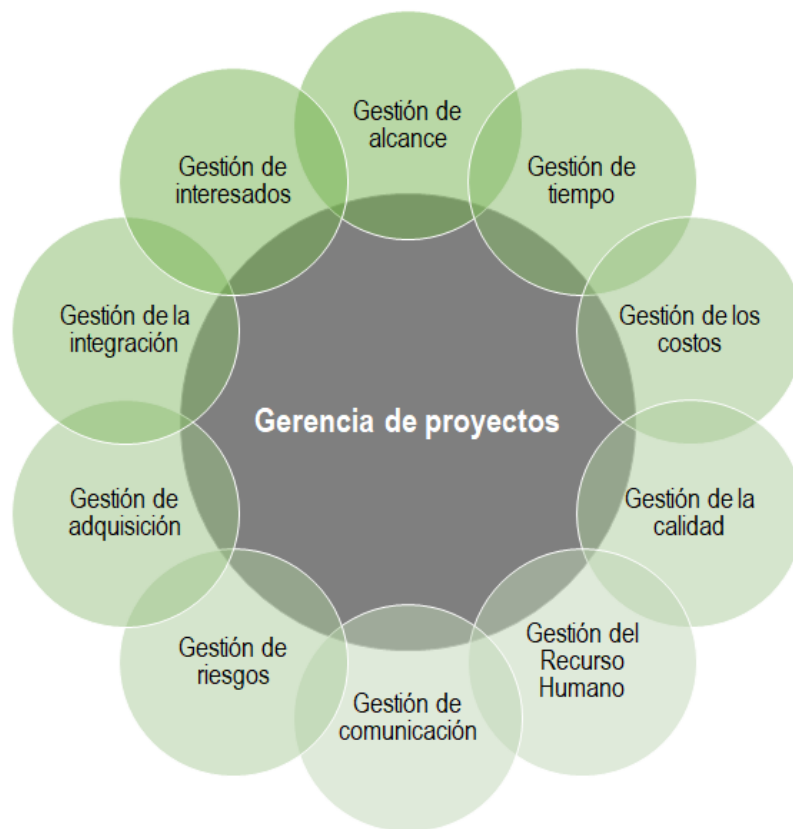 Gestión de
alcance
Gestión de
tiempo
Gestión de los
costos
Gestión de la
calidad
Gestión del
Recurso
Humano
Gestión de
comunicación
Gestión de
riesgos
Gestión de
adquisición
Gestión de la
integración
Gestión de
interesados
Gerencia de proyectos